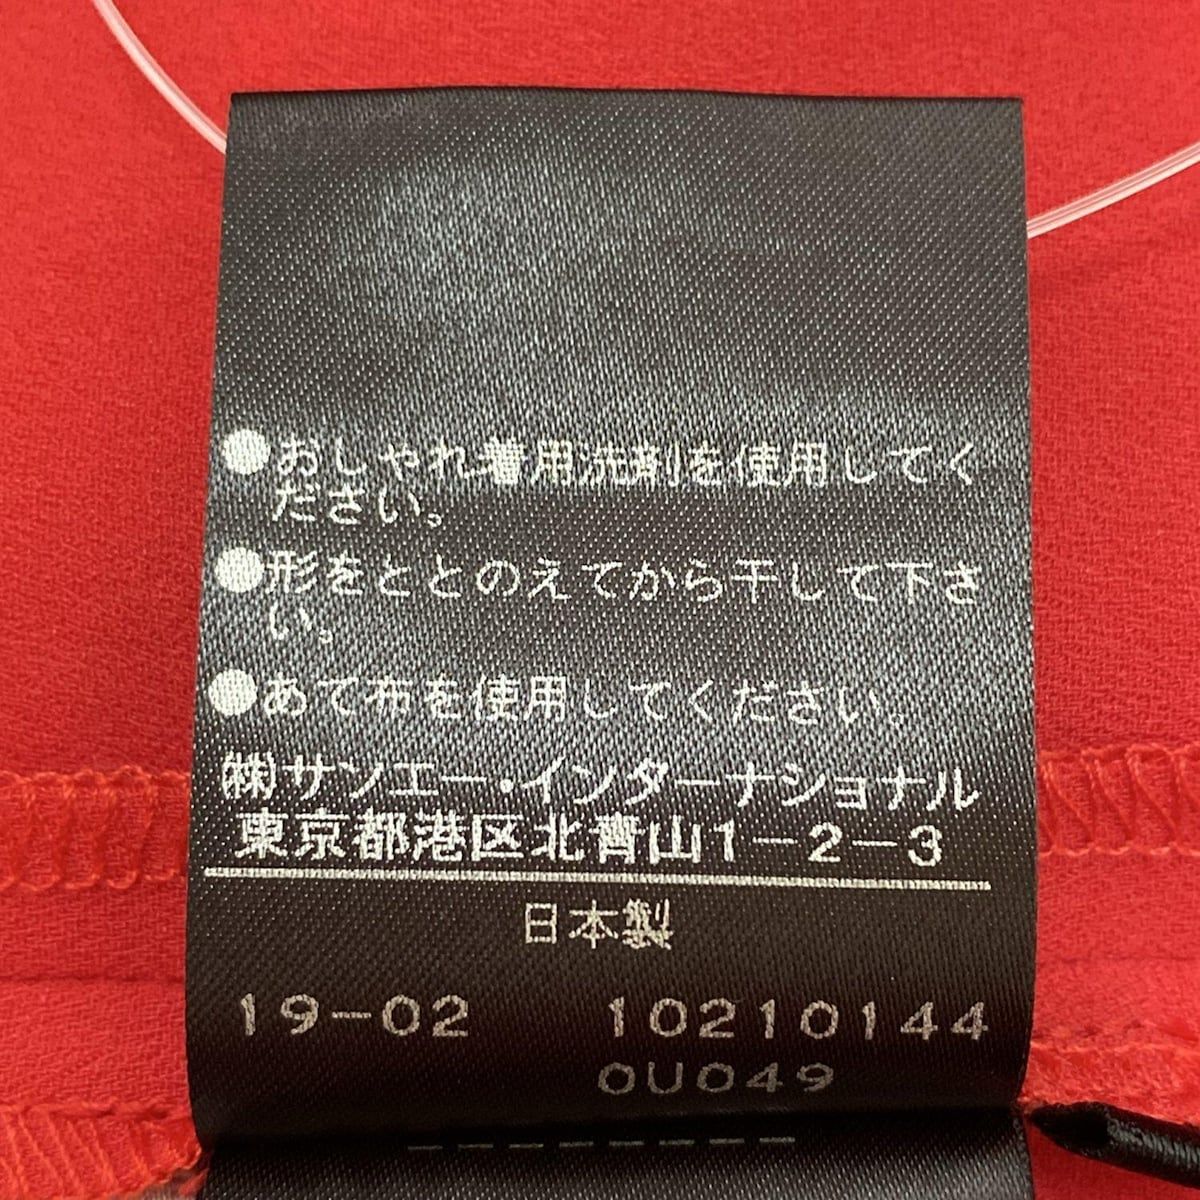 ●おしゃれ着用洗剤を使用してく
ださい。
●形をととのえてから干して下さ
い。
●あて布を使用してください。
㈱サンエー・インターナショナル
東京都港区北青山1-2-3
日本製
19-02 10210144
0U049